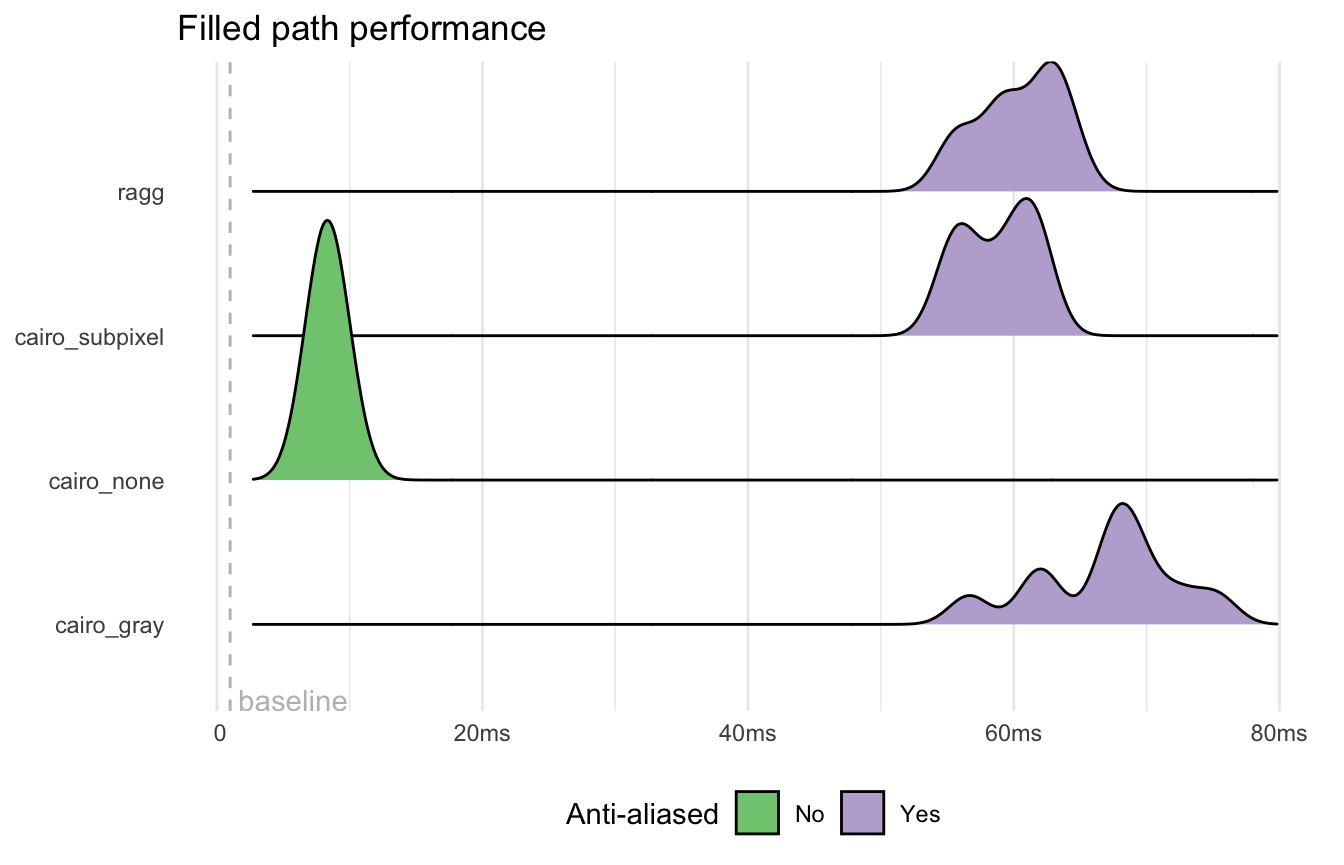 Filled path performance
ragg
cairo_subpixel
cairo_none
cairo_gray
baseline
0 20ms 40ms 60ms 80ms
Anti-aliased No Yes